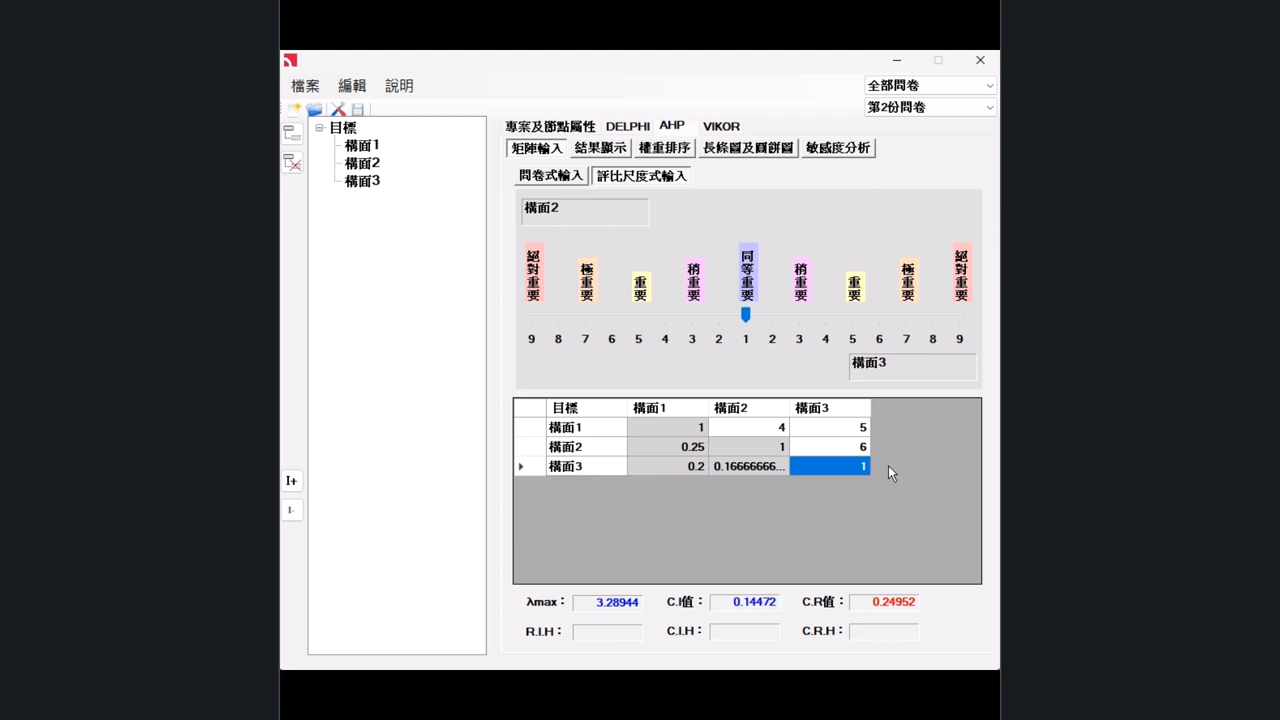 檔案 編輯 說明
全部問卷
第2份問卷
目標
構面1
構面2
構面3
專案及節點屬性 DELPHI AHP VIKOR
矩陣輸入 結果顯示 權重排序 長條圖及圓餅圖 敏感度分析
問卷式輸入 評比尺度式輸入
構面2
絕對重要 極重要 重要 稍重要 同等重要 稍重要 重要 極重要 絕對重要
9 8 7 6 5 4 3 2 1 2 3 4 5 6 7 8 9
構面3
目標 構面1 構面2 構面3
構面1 1 4 5
構面2 0.25 1 6
構面3 0.2 0.16666666... 1
I+
I-
λmax: 3.28944 C.I值: 0.14472 C.R值: 0.24952
R.I.H: C.I.H: C.R.H: